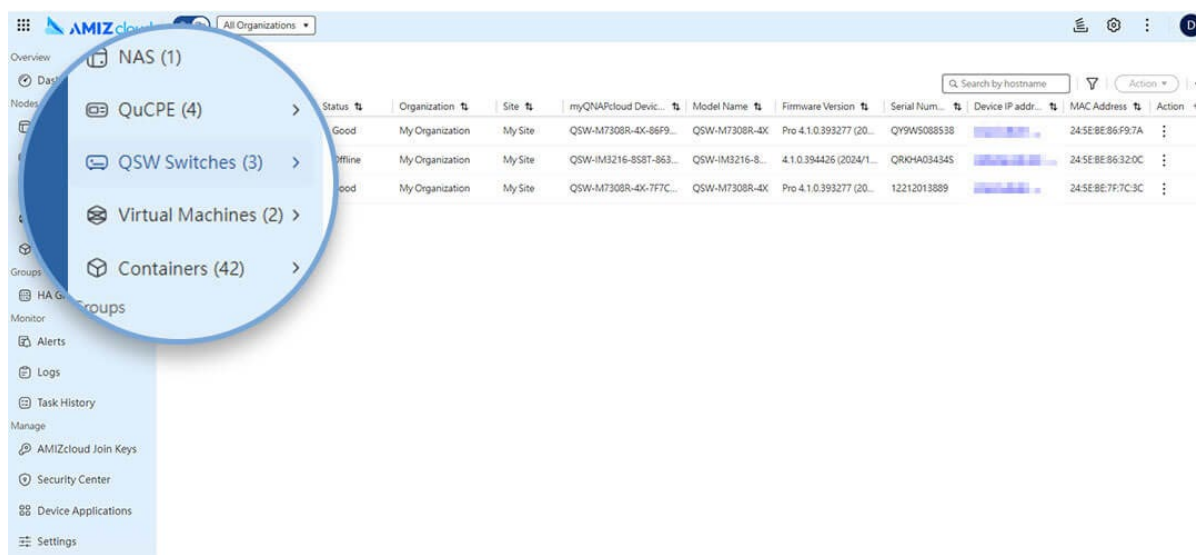 AMIZcloud All Organizations
Overview
Nodes
NAS (1)
QuCPE (4)
QSW Switches (3)
Virtual Machines (2)
Containers (42)
Groups
Search by hostname Action
Status Organization Site myQNAPcloud Devic... Model Name Firmware Version Serial Num... Device IP addr... MAC Address Action
Good My Organization My Site QSW-M7308R-4X-86F9... QSW-M7308R-4X Pro 4.1.0.393277 (20... QY9WS088538 24:5E:BE:86:F9:7A
Offline My Organization My Site QSW-IM3216-8S8T-863... QSW-IM3216-8... 4.1.0.394426 (2024/1... QRKHA03434S 24:5E:BE:86:32:0C
Good My Organization My Site QSW-M7308R-4X-7F7C... QSW-M7308R-4X Pro 4.1.0.393277 (20... 12212013889 24:5E:BE:7F:7C:3C
Groups
Monitor
Alerts
Logs
Task History
Manage
AMIZcloud Join Keys
Security Center
Device Applications
Settings